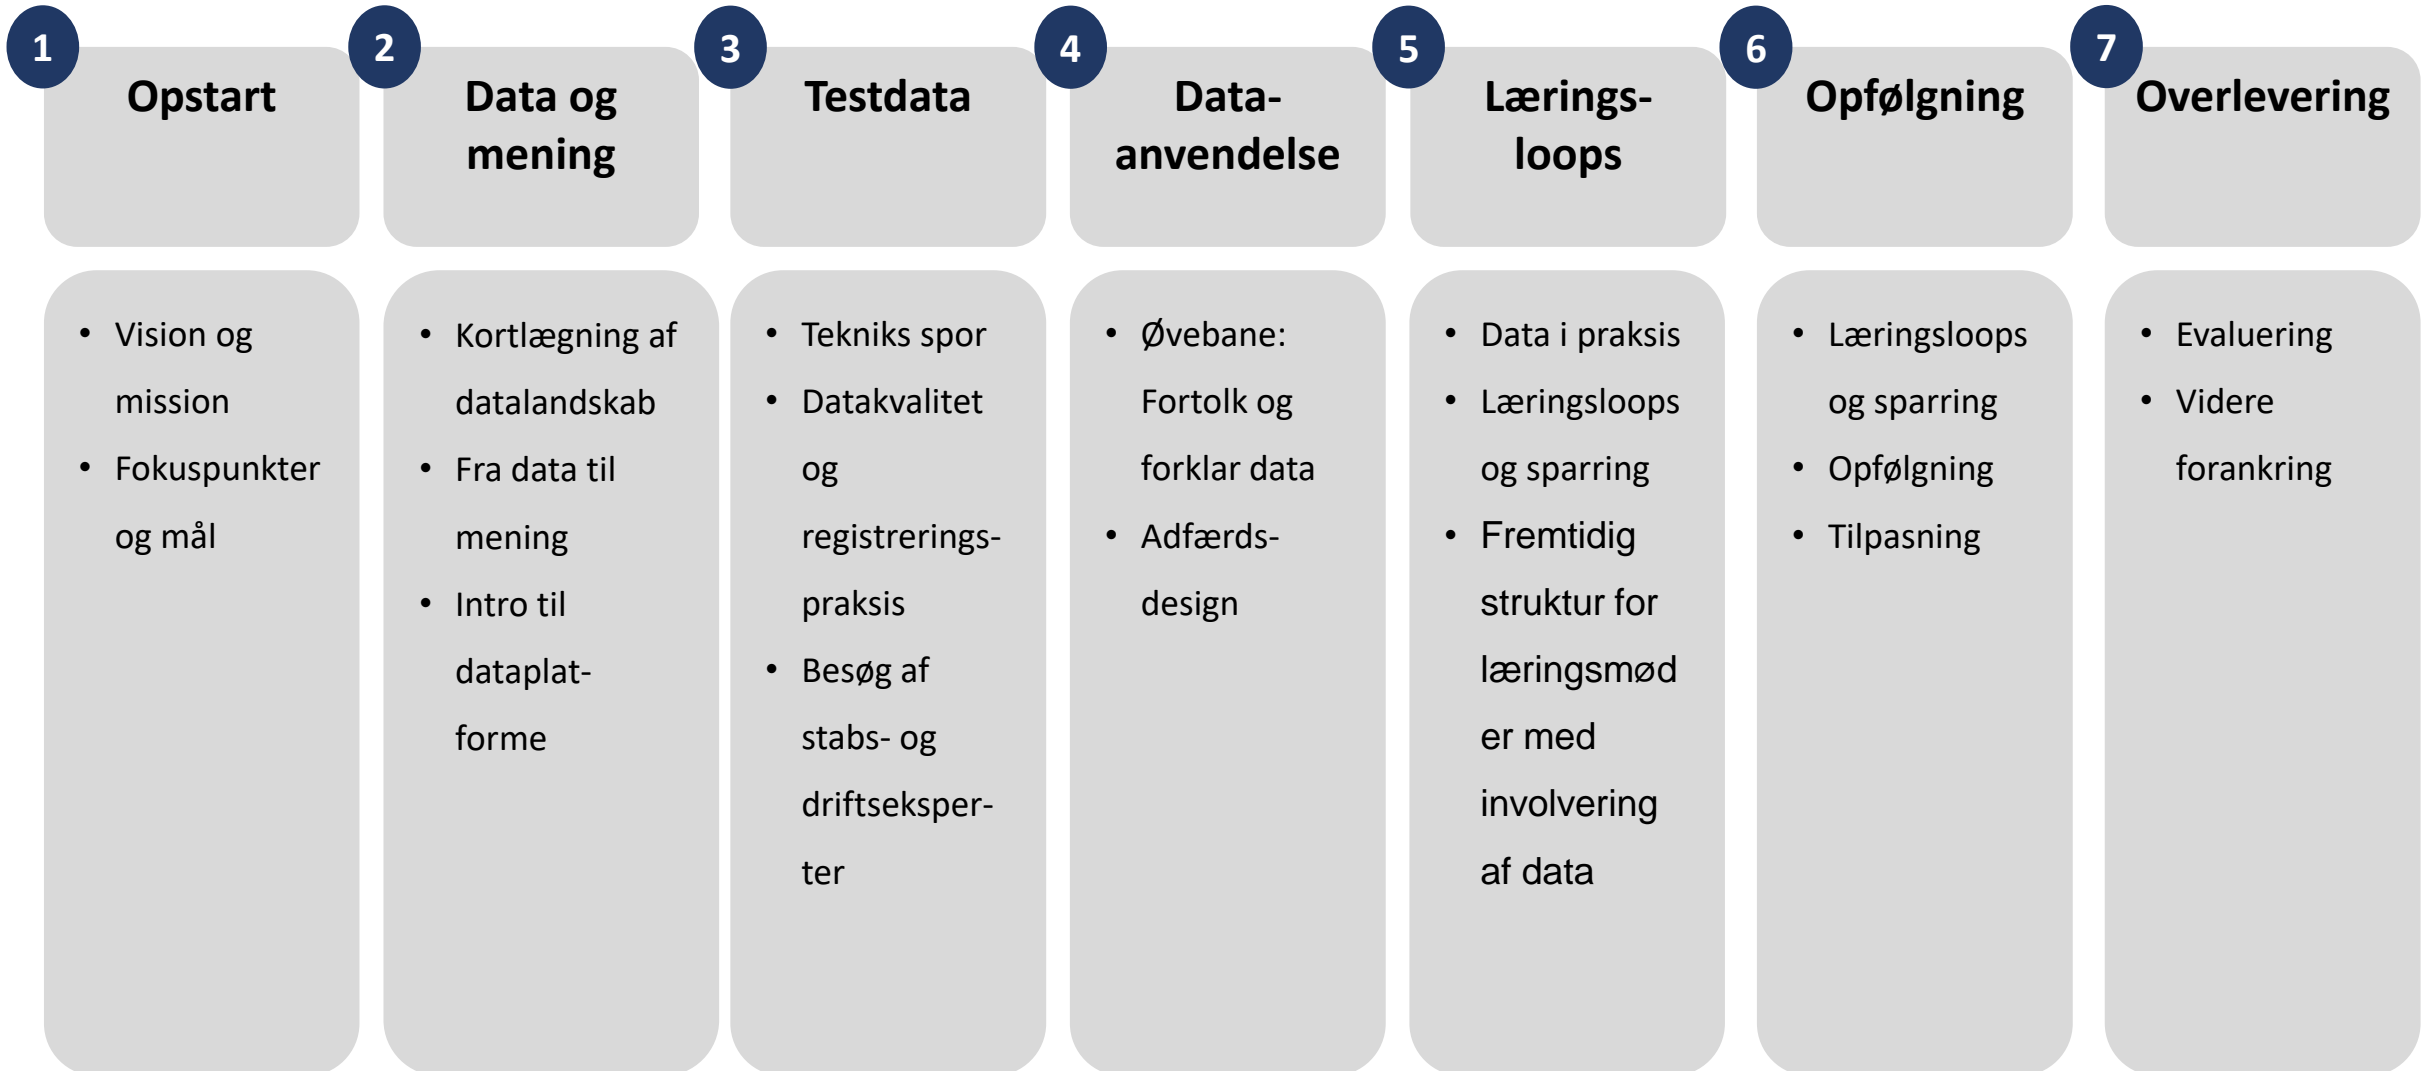 1
Opstart
• Vision og
mission
• Fokuspunkter
og mål
2
Data og
mening
• Kortlægning af
datalandskab
• Fra data til
mening
• Intro til
dataplat-
forme
3
Testdata
• Tekniks spor
• Datakvalitet
og
registrerings-
praksis
• Besøg af
stabs- og
driftseksper-
ter
4
Data-
anvendelse
• Øvebane:
Fortolk og
forklar data
• Adfærds-
design
5
Lærings-
loops
• Data i praksis
• Læringsloops
og sparring
• Fremtidig
struktur for
læringsmød
er med
involvering
af data
6
Opfølgning
• Læringsloops
og sparring
• Opfølgning
• Tilpasning
7
Overlevering
• Evaluering
• Videre
forankring